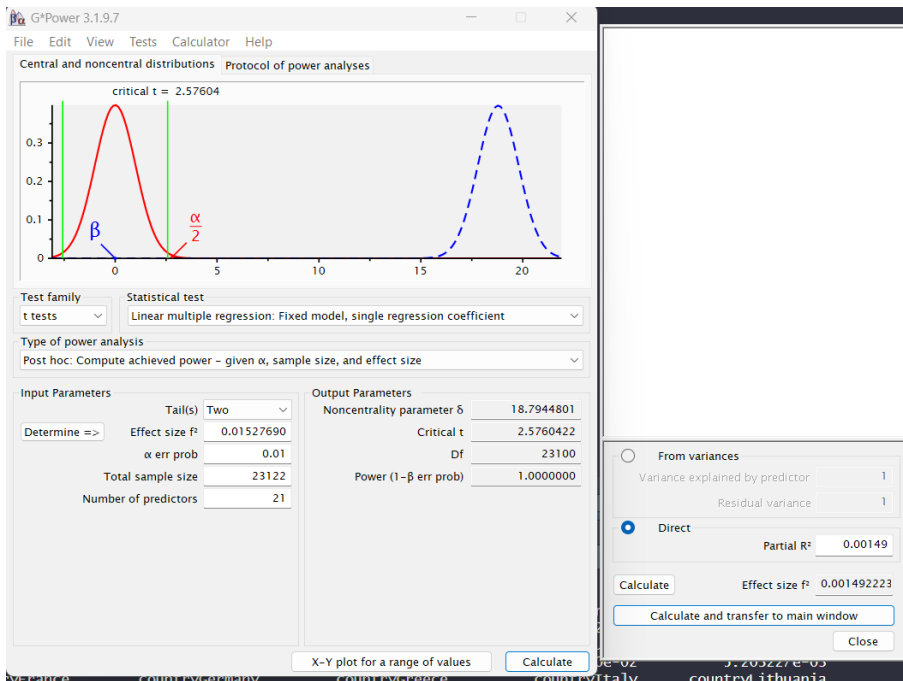 G*Power 3.1.9.7
File Edit View Tests Calculator Help
Central and noncentral distributions Protocol of power analyses
critical t = 2.57604
0.3
0.2
0.1
0
β
α
2
0 5 10 15 20
Test family Statistical test
t tests Linear multiple regression: Fixed model, single regression coefficient
Type of power analysis
Post hoc: Compute achieved power – given α, sample size, and effect size
Input Parameters
Tail(s) Two
Determine => Effect size f² 0.01527690
α err prob 0.01
Total sample size 23122
Number of predictors 21
Output Parameters
Noncentrality parameter δ 18.7944801
Critical t 2.5760422
Df 23100
Power (1-β err prob) 1.0000000
X-Y plot for a range of values Calculate
From variances
Variance explained by predictor 1
Residual variance 1
Direct
Partial R² 0.00149
Calculate Effect size f² 0.001492223
Calculate and transfer to main window
Close
countryGermany countryGreece countryItaly countryLithuania